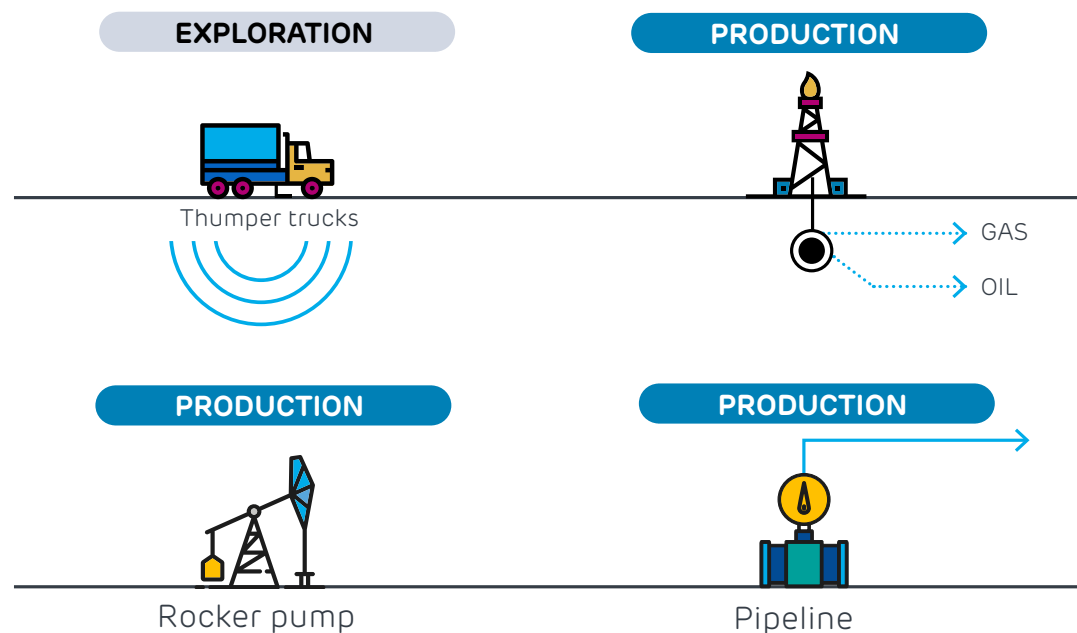 EXPLORATION
PRODUCTION
Thumper trucks
GAS
OIL
PRODUCTION
PRODUCTION
Rocker pump
Pipeline